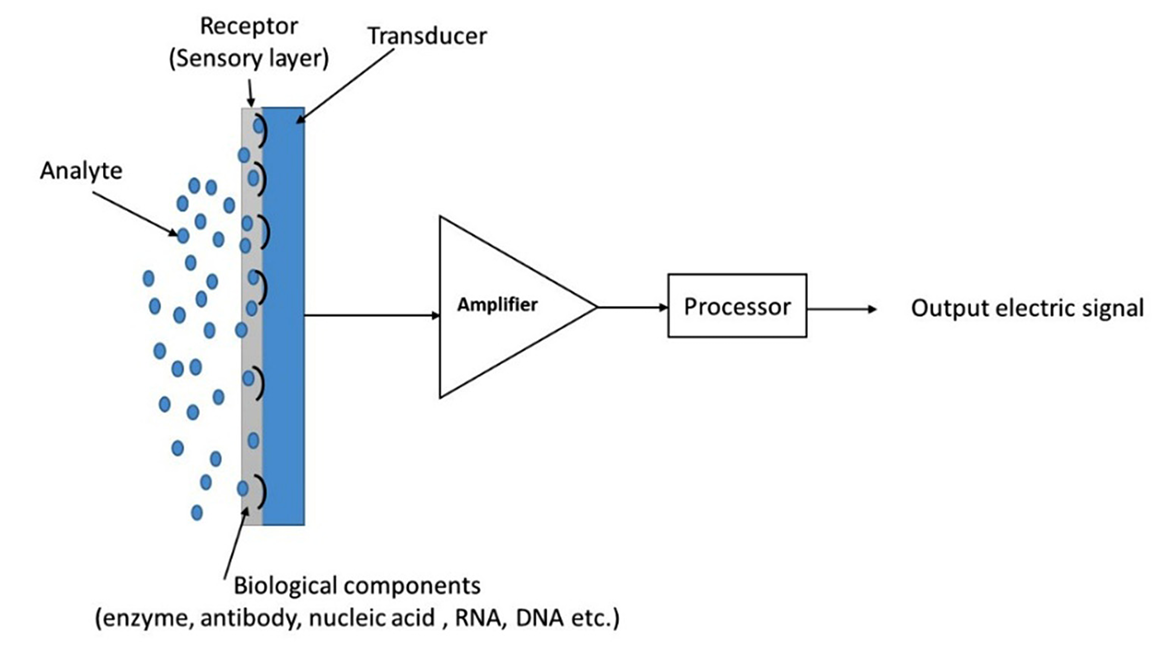 Receptor
(Sensory layer)
Transducer
Analyte
Amplifier
Processor
Output electric signal
Biological components
(enzyme, antibody, nucleic acid , RNA, DNA etc.)